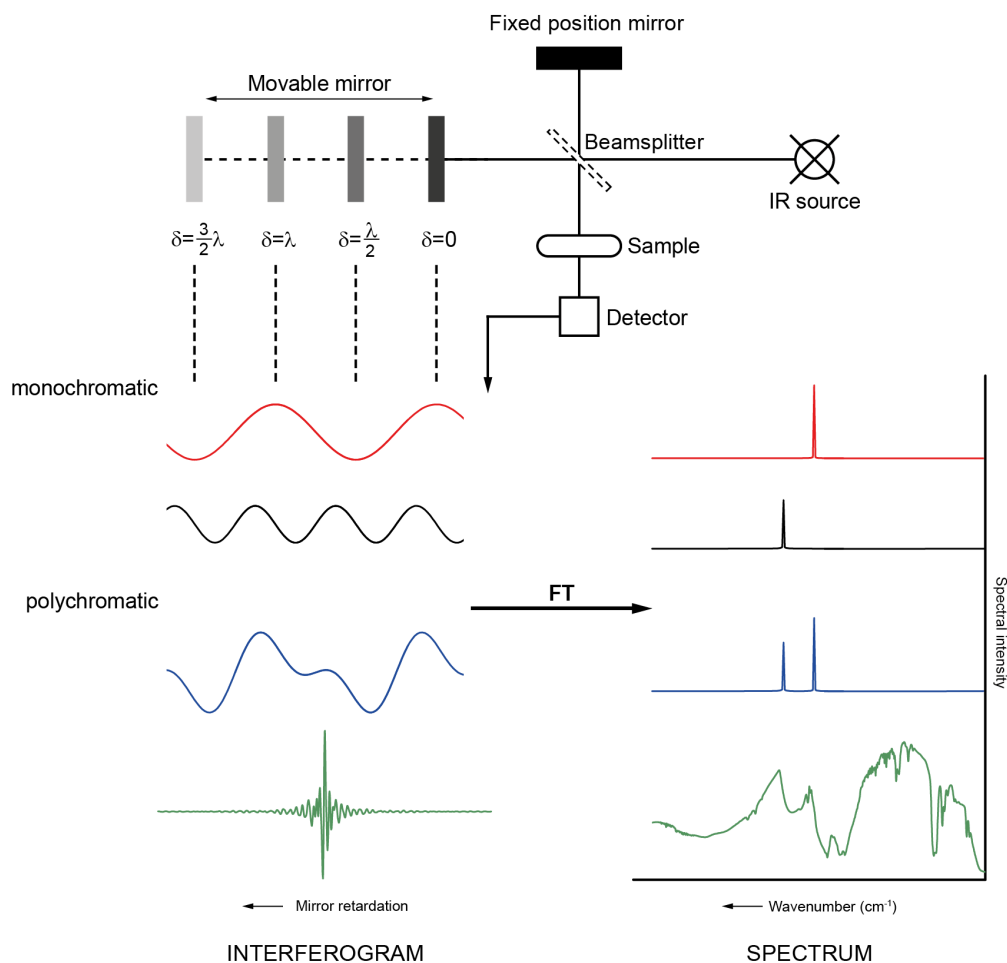 Fixed position mirror
Movable mirror
Beamsplitter
IR source
δ=3/2λ
δ=λ
δ=λ/2
δ=0
Sample
Detector
monochromatic
polychromatic
FT
Spectral intensity
Mirror retardation
Wavenumber (cm⁻¹)
INTERFEROGRAM
SPECTRUM